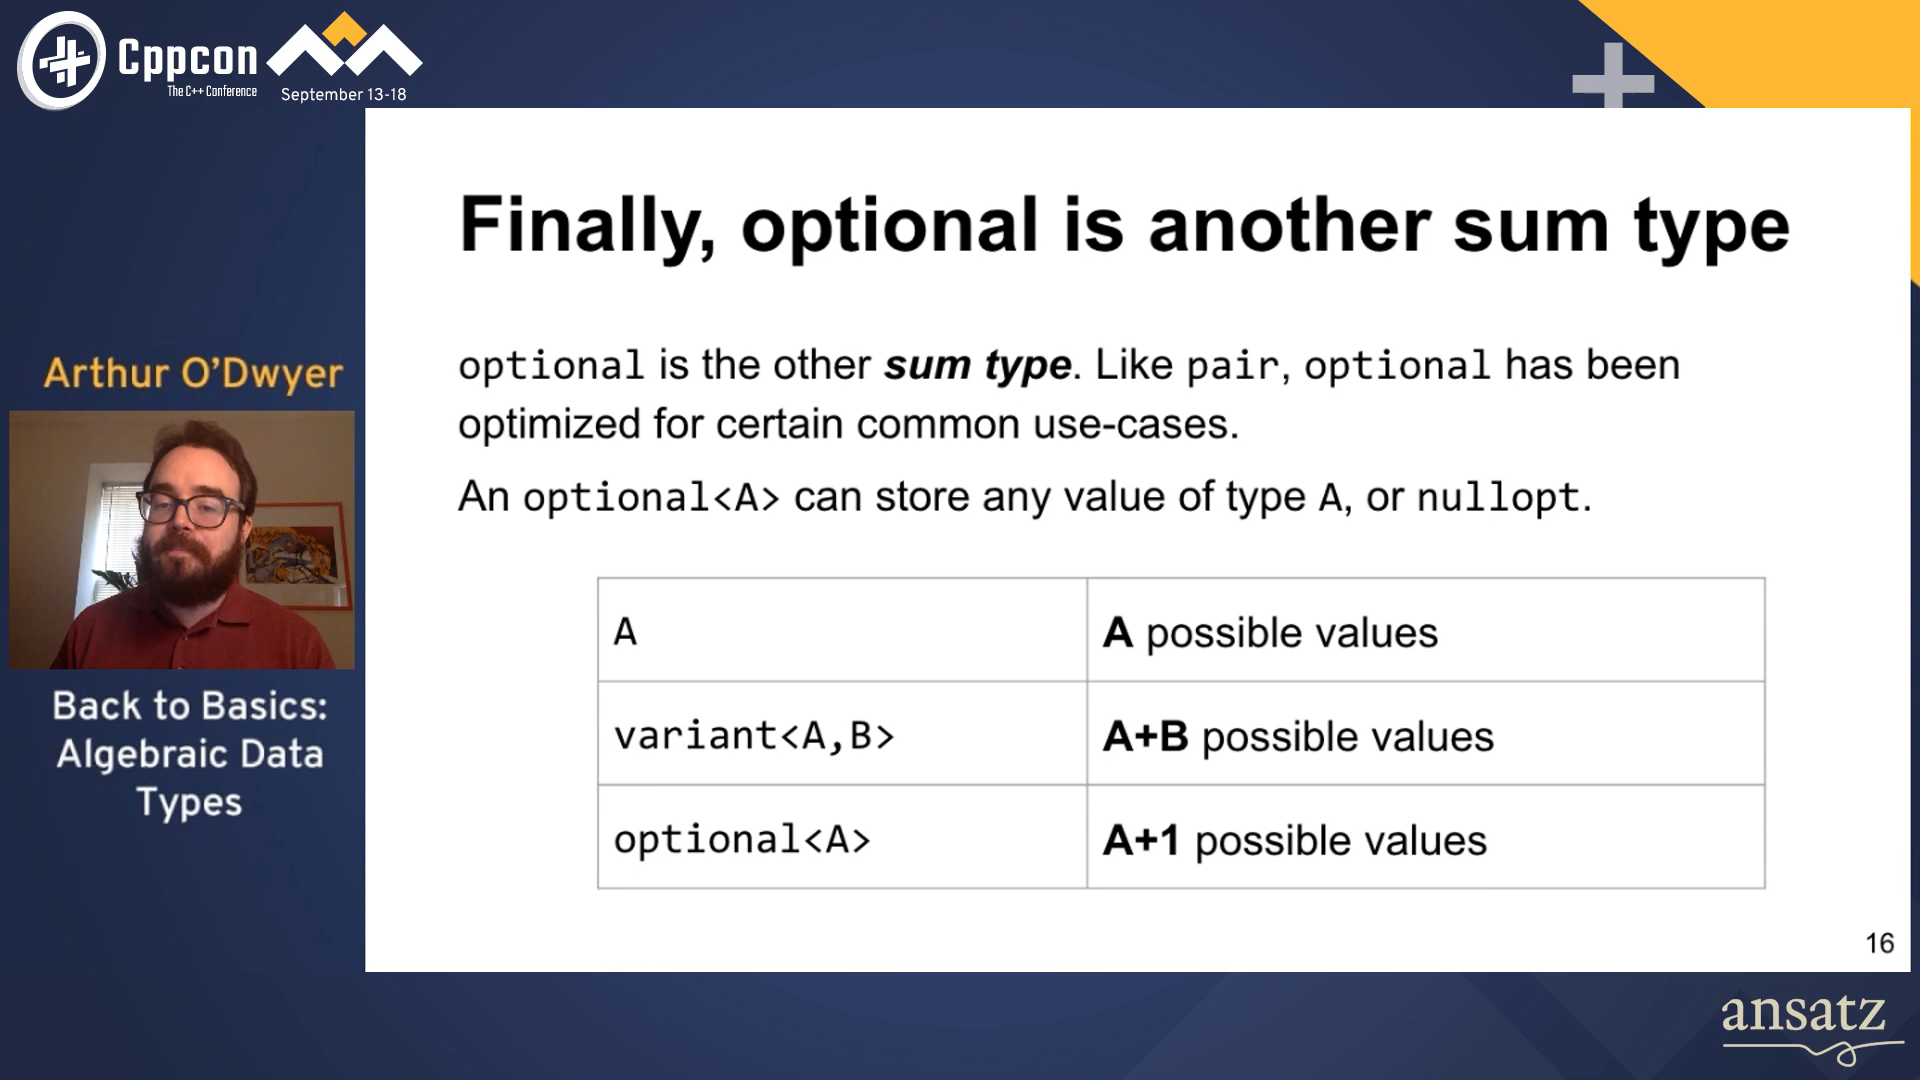 Cppcon
The C++ Conference
September 13-18
Finally, optional is another sum type
optional is the other sum type. Like pair, optional has been
optimized for certain common use-cases.
An optional<A> can store any value of type A, or nullopt.
A A possible values
variant<A,B> A+B possible values
optional<A> A+1 possible values
16
Arthur O’Dwyer
Back to Basics:
Algebraic Data
Types
ansatz